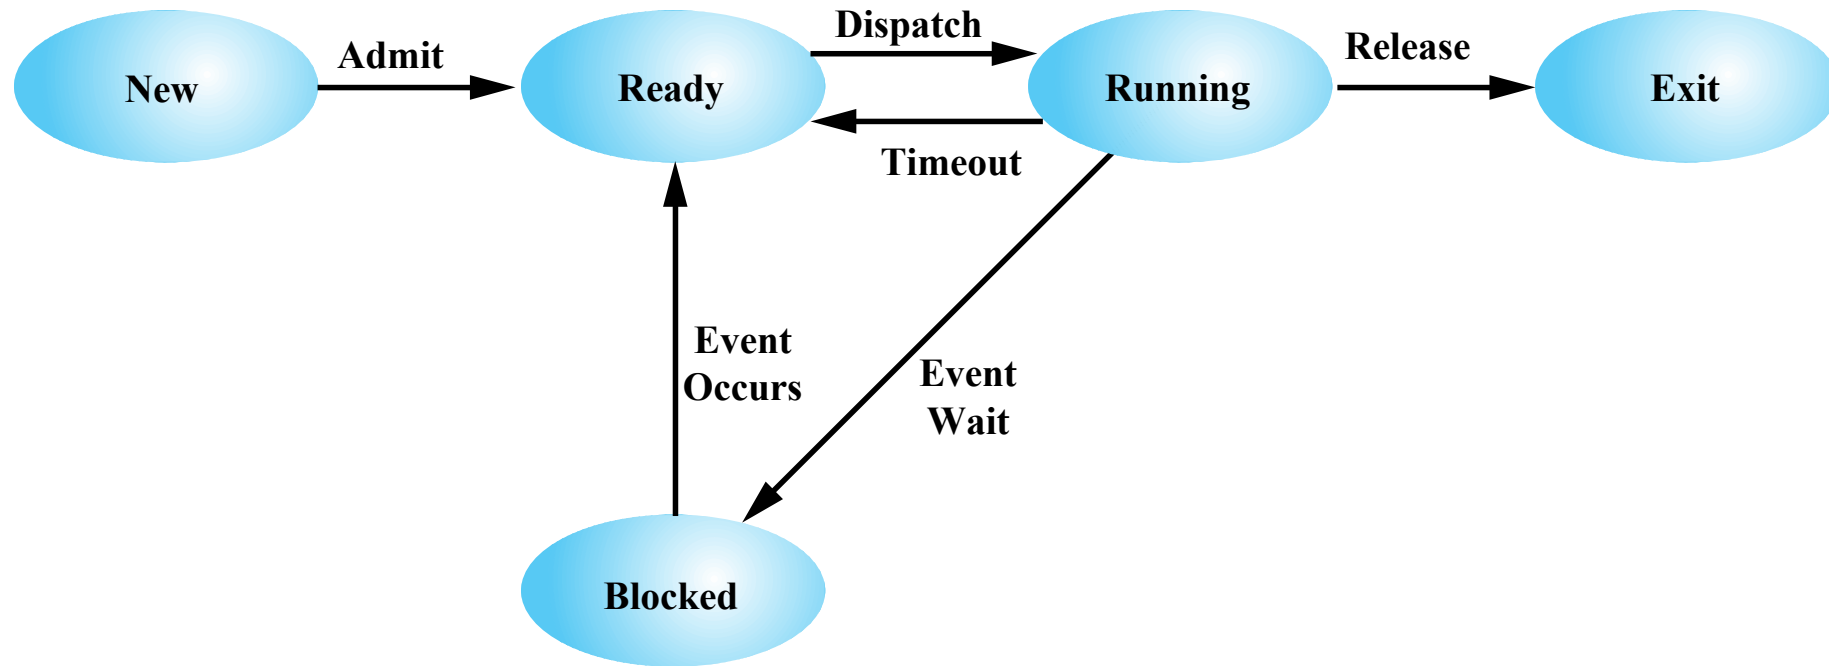 Dispatch
Admit
Release
New
Ready
Running
Exit
Timeout
Event
Occurs
Event
Wait
Blocked